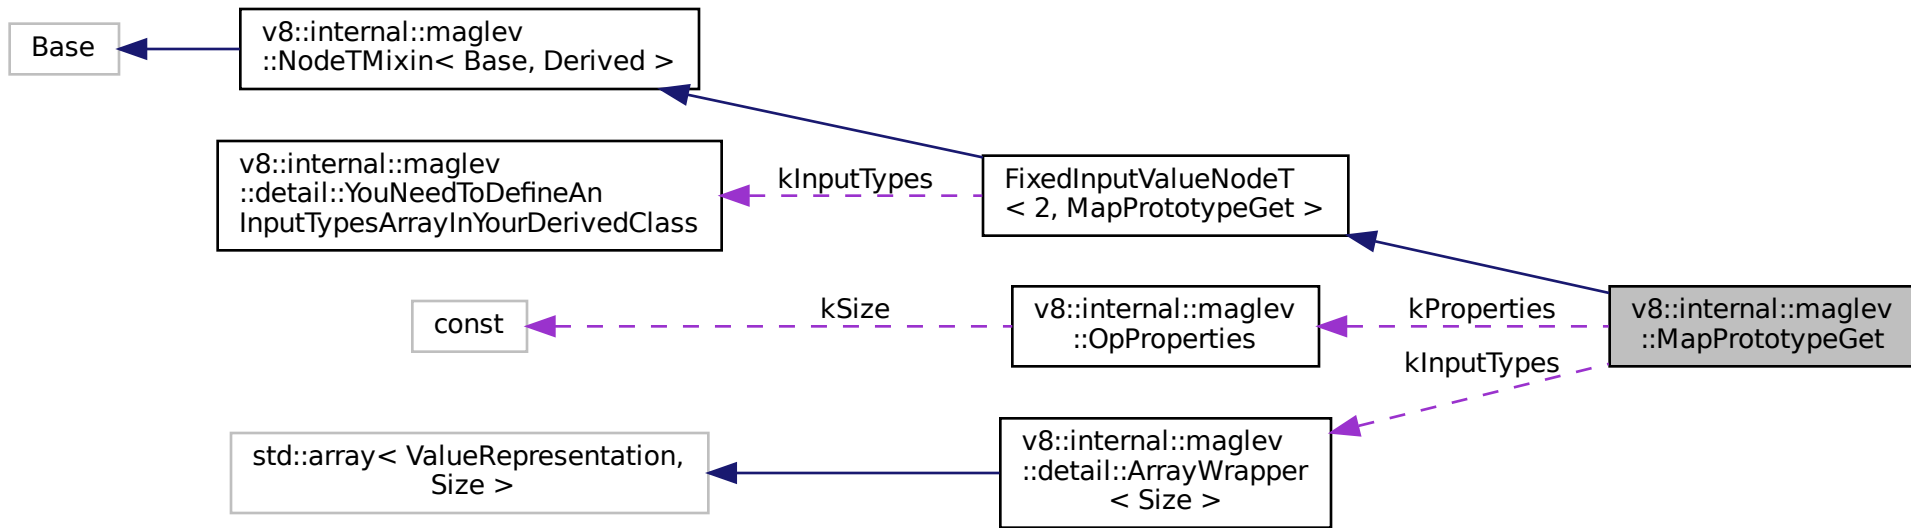 Base
v8::internal::maglev
::NodeTMixin< Base, Derived >
v8::internal::maglev
::detail::YouNeedToDefineAn
InputTypesArrayInYourDerivedClass
kInputTypes
FixedInputValueNodeT
< 2, MapPrototypeGet >
const
kSize
v8::internal::maglev
::OpProperties
kProperties
v8::internal::maglev
::MapPrototypeGet
kInputTypes
std::array< ValueRepresentation,
Size >
v8::internal::maglev
::detail::ArrayWrapper
< Size >